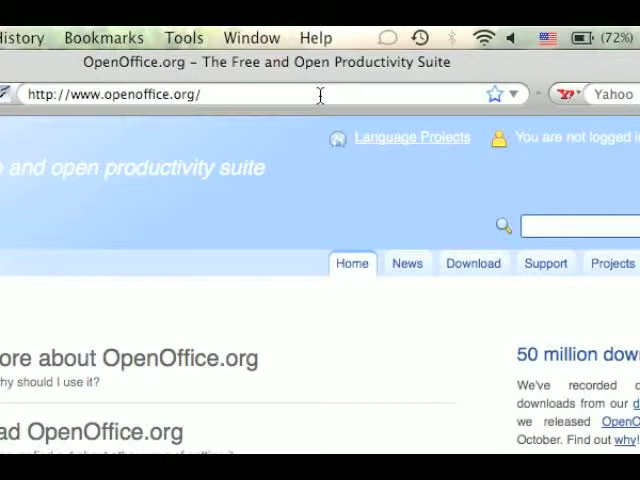 History Bookmarks Tools Window Help (72%)
OpenOffice.org – The Free and Open Productivity Suite
http://www.openoffice.org/ Yahoo
Language Projects You are not logged
e and open productivity suite
Home News Download Support Projects
ore about OpenOffice.org
hy should I use it?
50 million dow
We've recorded
downloads from our
we released OpenO
October. Find out why!
ad OpenOffice.org